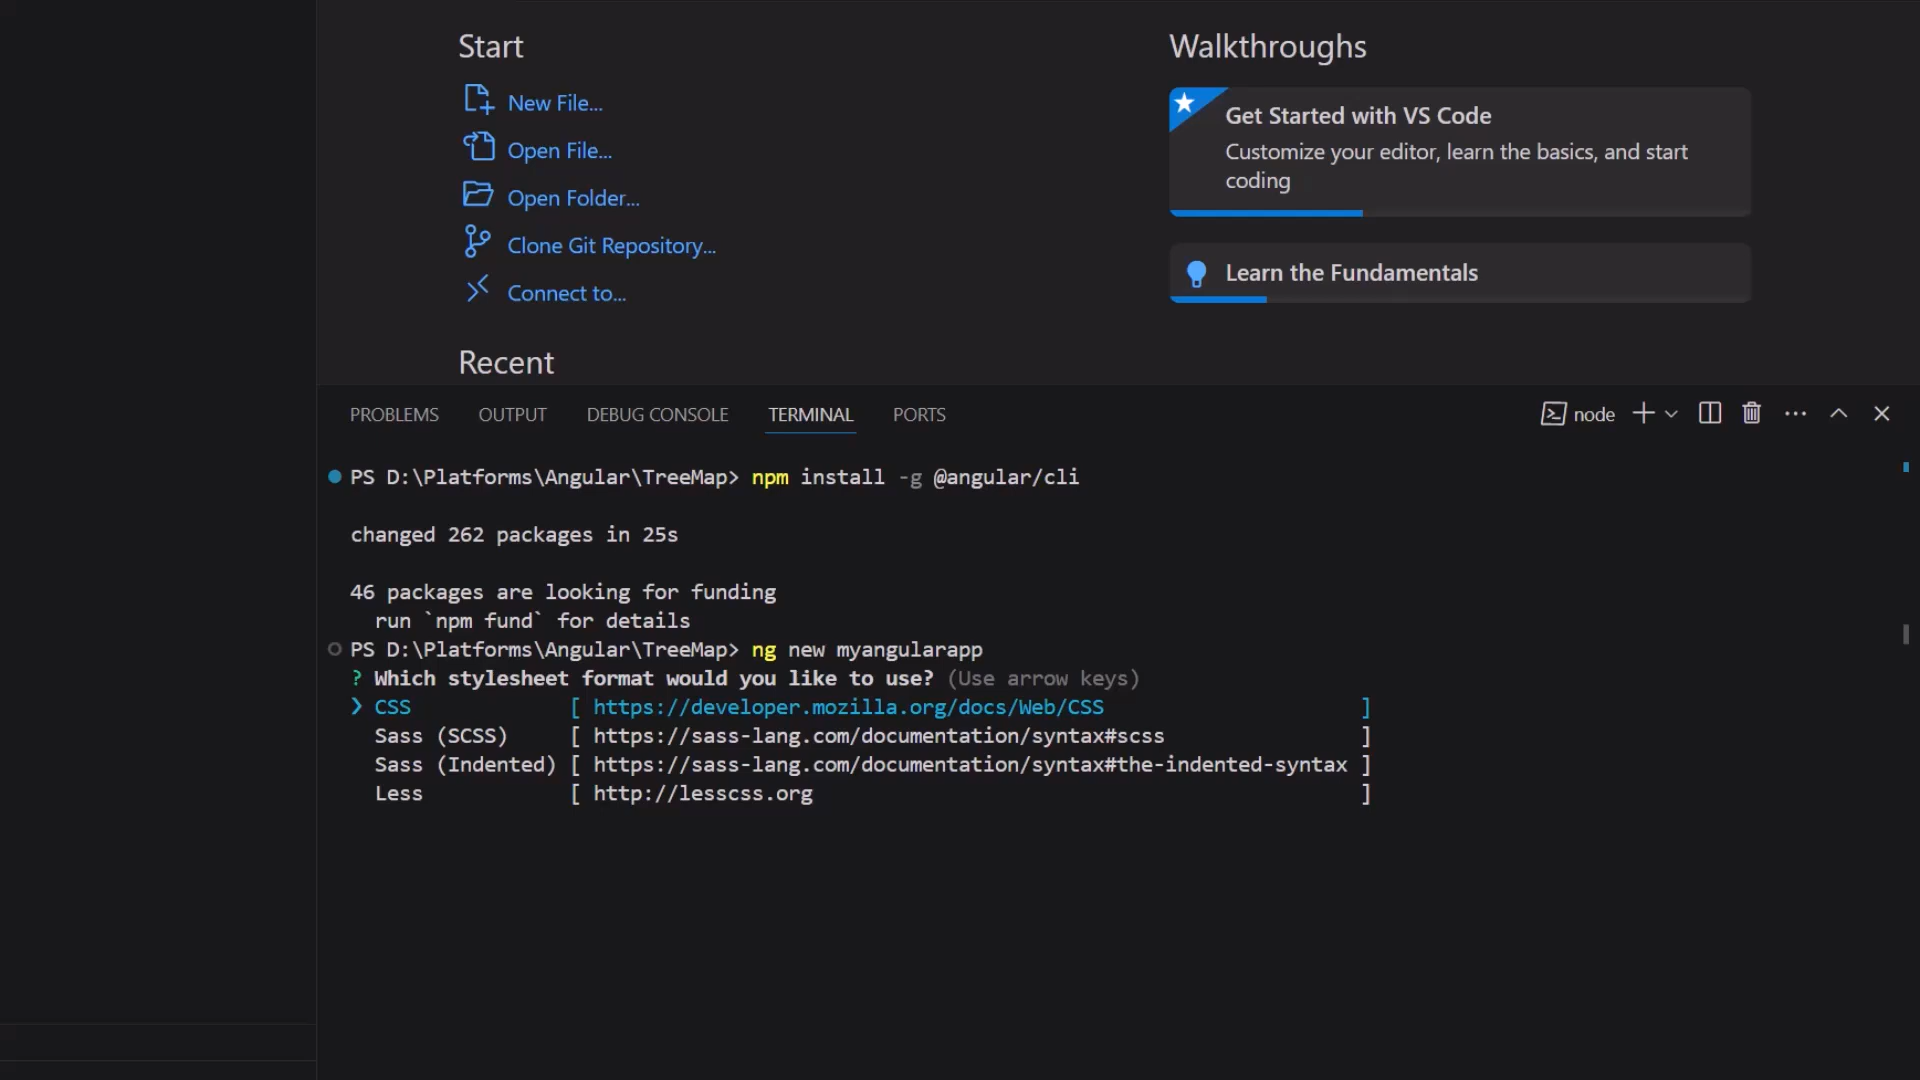 Start
New File...
Open File...
Open Folder...
Clone Git Repository...
Connect to...
Recent
Walkthroughs
Get Started with VS Code
Customize your editor, learn the basics, and start
coding
Learn the Fundamentals
PROBLEMS OUTPUT DEBUG CONSOLE TERMINAL PORTS node
PS D:\Platforms\Angular\TreeMap> npm install -g @angular/cli
changed 262 packages in 25s
46 packages are looking for funding
run `npm fund` for details
PS D:\Platforms\Angular\TreeMap> ng new myangularapp
? Which stylesheet format would you like to use? (Use arrow keys)
❯ CSS [ https://developer.mozilla.org/docs/Web/CSS ]
Sass (SCSS) [ https://sass-lang.com/documentation/syntax#scss ]
Sass (Indented) [ https://sass-lang.com/documentation/syntax#the-indented-syntax ]
Less [ http://lesscss.org ]